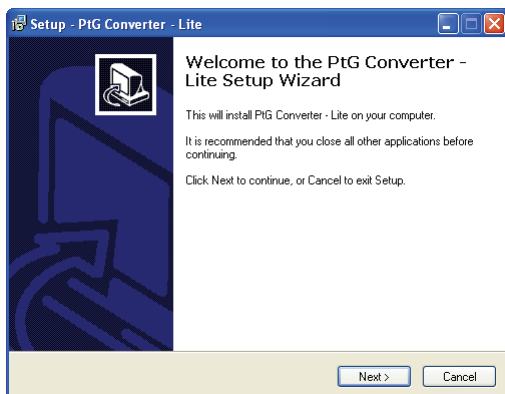 Setup - PtG Converter - Lite
Welcome to the PtG Converter -
Lite Setup Wizard
This will install PtG Converter - Lite on your computer.
It is recommended that you close all other applications before
continuing.
Click Next to continue, or Cancel to exit Setup.
Next >
Cancel